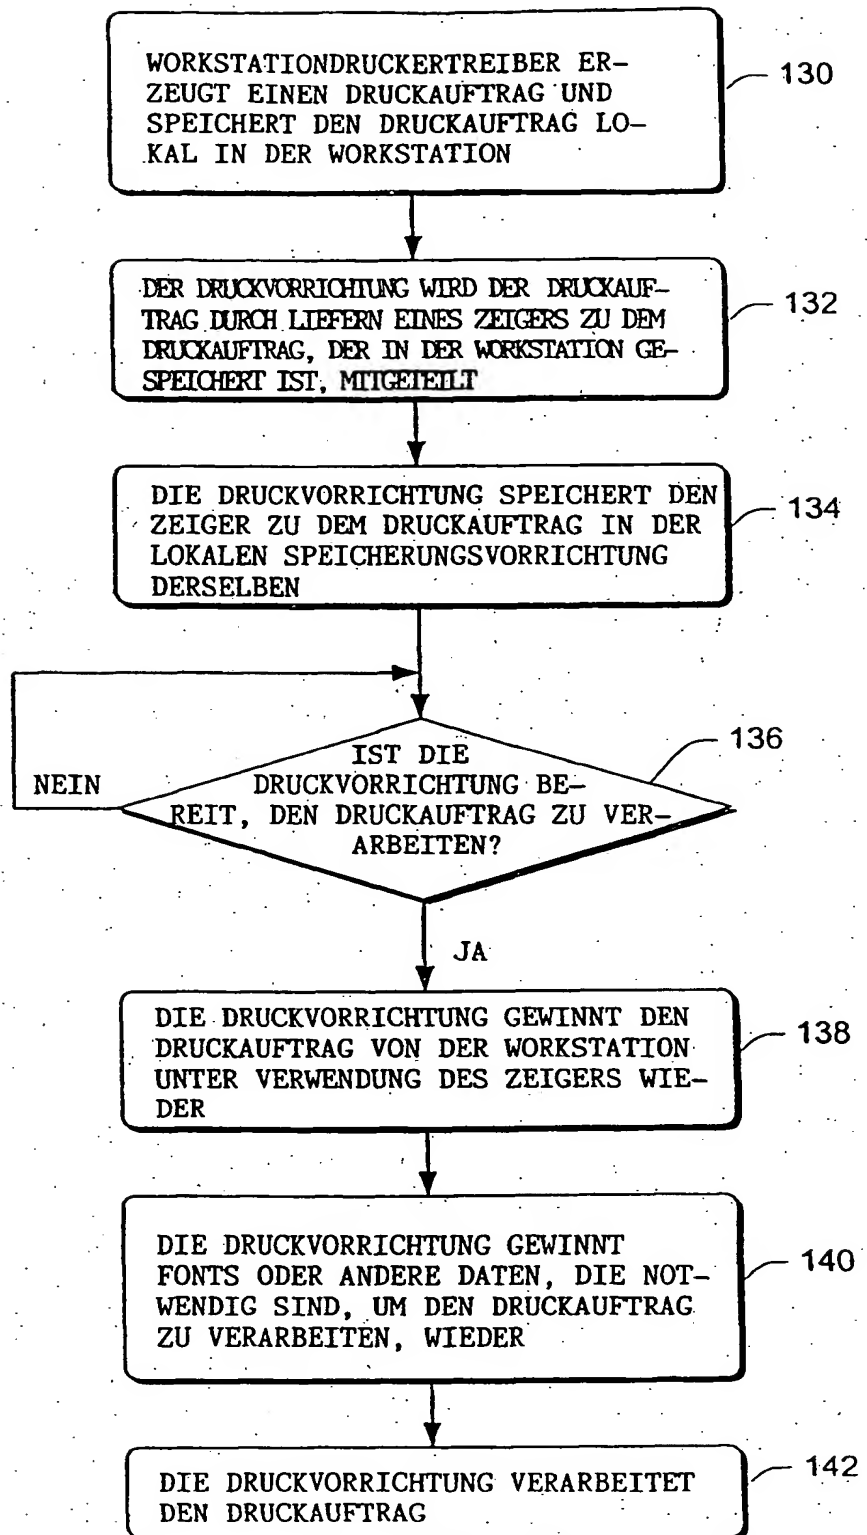 WORKSTATIONDRUCKERTREIBER ER-
ZEUGT EINEN DRUCKAUFTRAG UND
SPEICHERT DEN DRUCKAUFTRAG LO-
KAL IN DER WORKSTATION
130
DER DRUCKVORRICHTUNG WIRD DER DRUCKAUF-
TRAG DURCH LIEFERN EINES ZEIGERS ZU DEM
DRUCKAUFTRAG, DER IN DER WORKSTATION GE-
SPEICHERT IST, MITGETEILT
132
DIE DRUCKVORRICHTUNG SPEICHERT DEN
ZEIGER ZU DEM DRUCKAUFTRAG IN DER
LOKALEN SPEICHERUNGSVORRICHTUNG
DERSELBEN
134
IST DIE
DRUCKVORRICHTUNG BE-
REIT, DEN DRUCKAUFTRAG ZU VER-
ARBEITEN?
136
NEIN
JA
DIE DRUCKVORRICHTUNG GEWINNT DEN
DRUCKAUFTRAG VON DER WORKSTATION
UNTER VERWENDUNG DES ZEIGERS WIE-
DER
138
DIE DRUCKVORRICHTUNG GEWINNT
FONTS ODER ANDERE DATEN, DIE NOT-
WENDIG SIND, UM DEN DRUCKAUFTRAG
ZU VERARBEITEN, WIEDER
140
DIE DRUCKVORRICHTUNG VERARBEITET
DEN DRUCKAUFTRAG
142